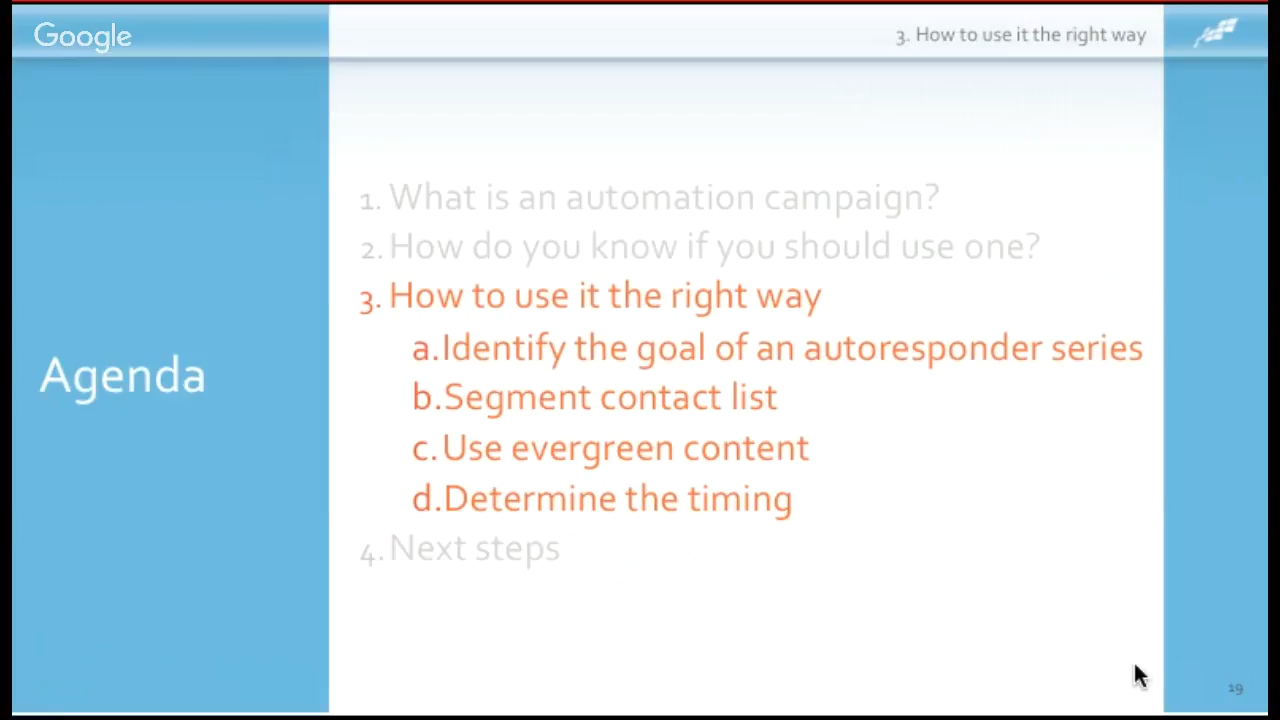 Google
3. How to use it the right way
Agenda
1. What is an automation campaign?
2. How do you know if you should use one?
3. How to use it the right way
a.Identify the goal of an autoresponder series
b.Segment contact list
c.Use evergreen content
d.Determine the timing
4.Next steps
19